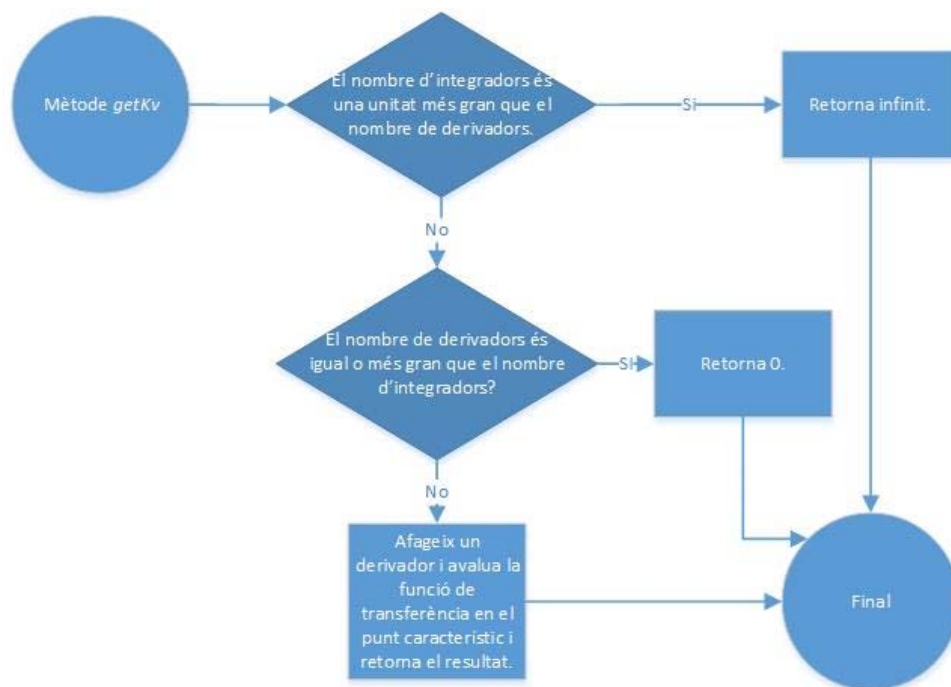 Mètode getKv
El nombre d'integradors és
una unitat més gran que el
nombre de derivadors.
Si
Retorna infinit.
No
El nombre de derivadors és
igual o més gran que el nombre
d'integradors?
SI
Retorna 0.
No
Afageix un
derivador i avalua la
funció de
transferència en el
punt característic i
retorna el resultat.
Final